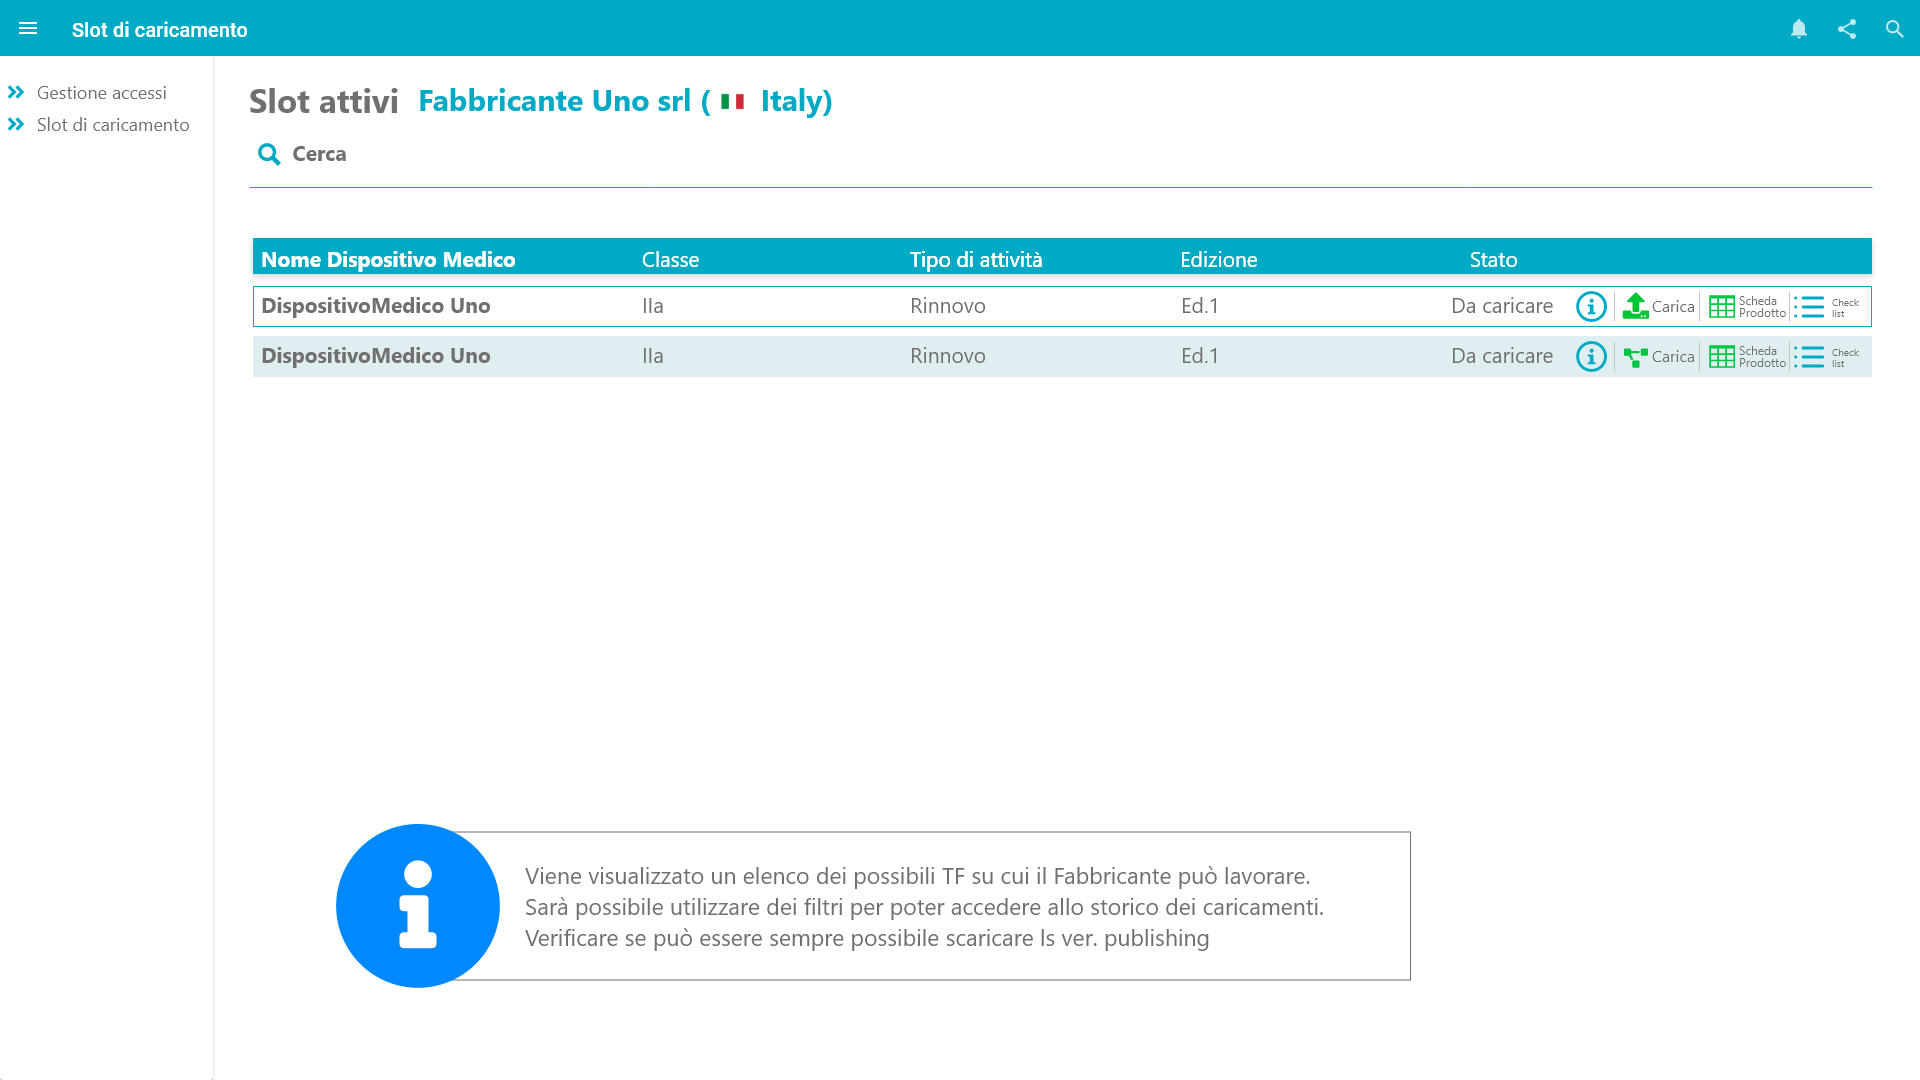 Slot di caricamento
Gestione accessi
Slot di caricamento
Slot attivi Fabbricante Uno srl ( Italy)
Cerca
Nome Dispositivo Medico Classe Tipo di attività Edizione Stato
DispositivoMedico Uno IIa Rinnovo Ed.1 Da caricare Carica Scheda Prodotto Check list
DispositivoMedico Uno IIa Rinnovo Ed.1 Da caricare Carica Scheda Prodotto Check list
Viene visualizzato un elenco dei possibili TF su cui il Fabbricante può lavorare.
Sarà possibile utilizzare dei filtri per poter accedere allo storico dei caricamenti.
Verificare se può essere sempre possibile scaricare ls ver. publishing